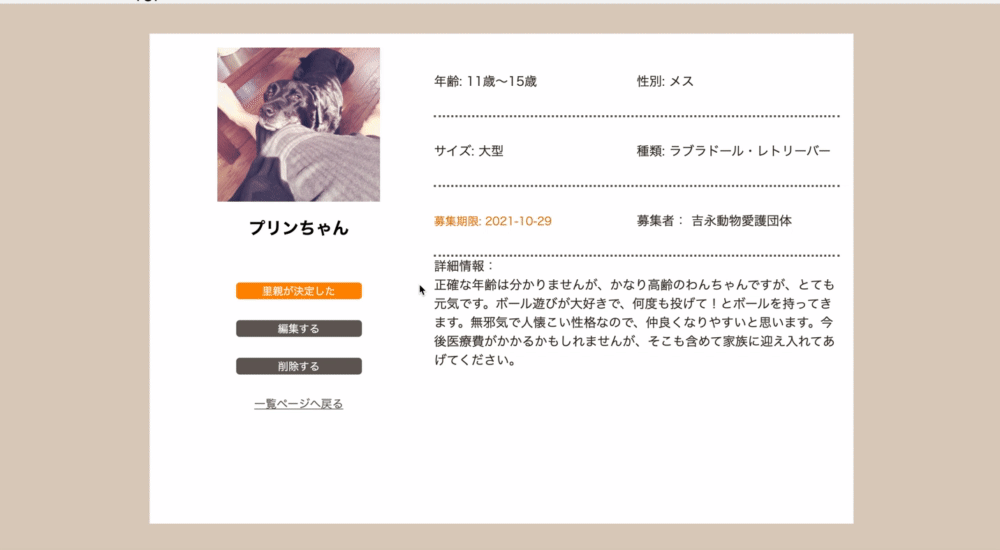 プリンちゃん
里親が決定した
編集する
削除する
一覧ページへ戻る
年齢: 11歳〜15歳
性別: メス
サイズ: 大型
種類: ラブラドール・レトリーバー
募集期限: 2021-10-29
募集者： 吉永動物愛護団体
詳細情報：
正確な年齢は分かりませんが、かなり高齢のわんちゃんですが、とても
元気です。ボール遊びが大好きで、何度も投げて！とボールを持ってき
ます。無邪気で人懐こい性格なので、仲良くなりやすいと思います。今
後医療費がかかるかもしれませんが、そこも含めて家族に迎え入れてあ
げてください。